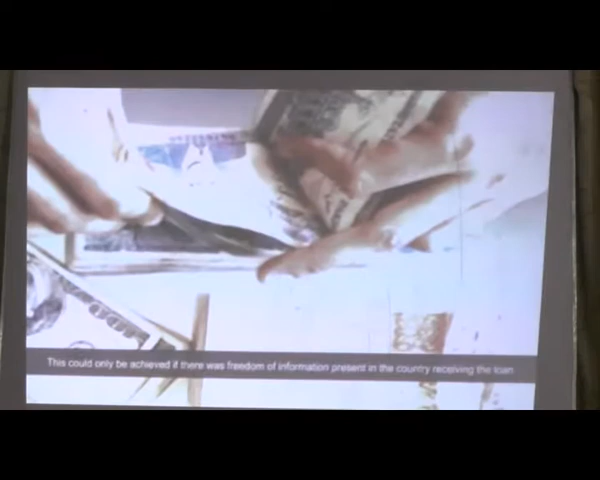 This could only be achieved if there was freedom of information present in the country receiving the loan